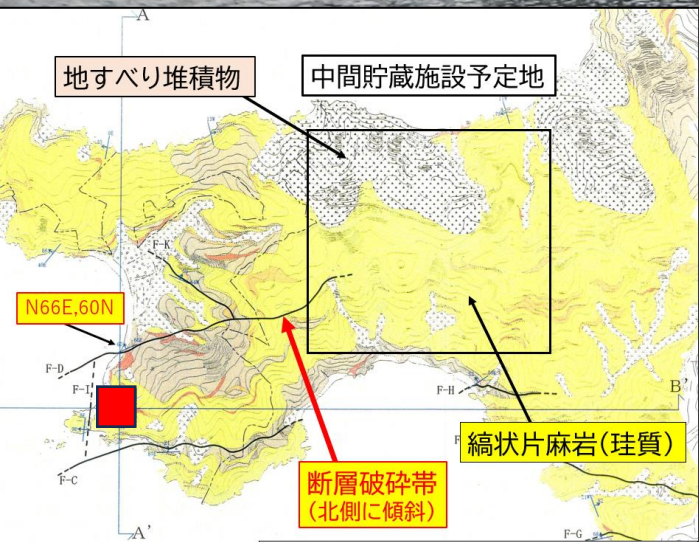 A
地すべり堆積物
中間貯蔵施設予定地
F-K
N66E,60N
F-D
F-I
F-H
B'
縞状片麻岩(珪質)
断層破砕帯
(北側に傾斜)
F-C
A'
F-G